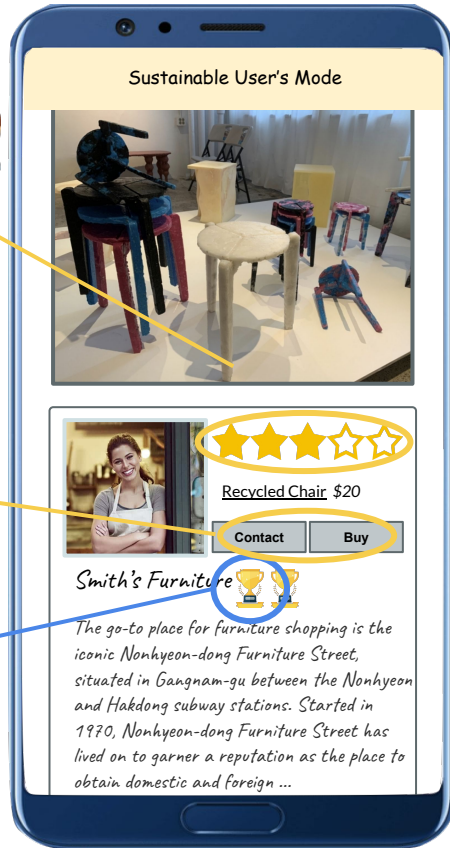 Sustainable User's Mode
Recycled Chair $20
Contact Buy
Smith's Furniture
The go-to place for furniture shopping is the
iconic Nonhyeon-dong Furniture Street,
situated in Gangnam-gu between the Nonhyeon
and Hakdong subway stations. Started in
1970, Nonhyeon-dong Furniture Street has
lived on to garner a reputation as the place to
obtain domestic and foreign ...